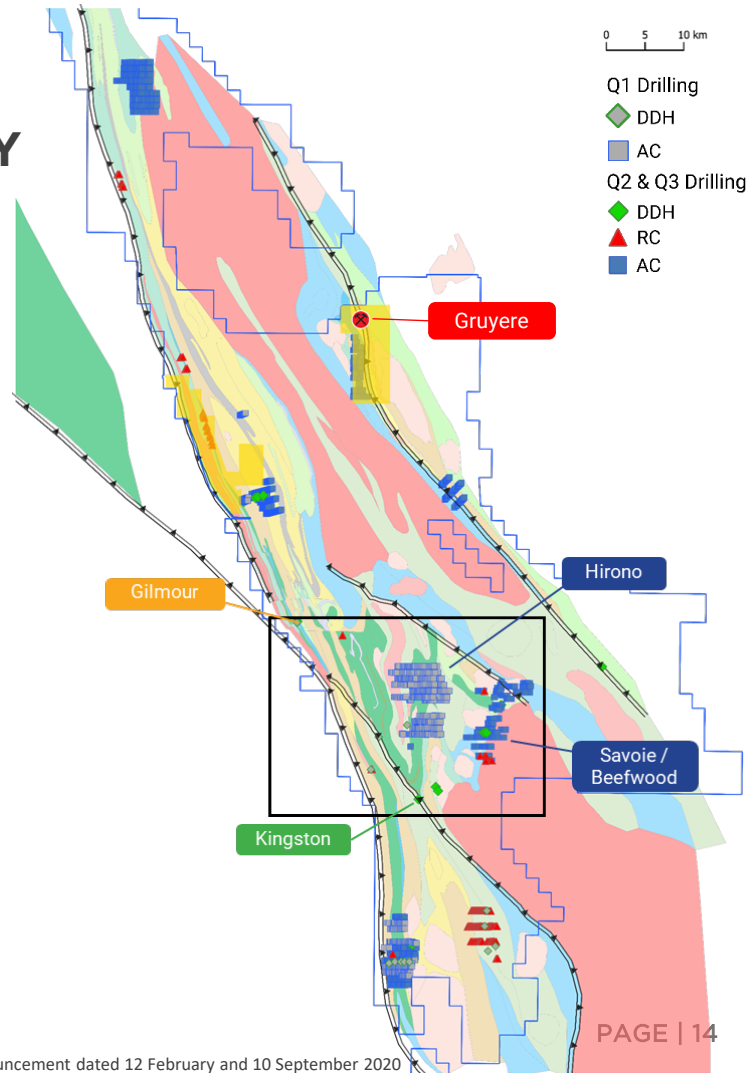 0 5 10 km
Q1 Drilling
DDH
AC
Q2 & Q3 Drilling
DDH
RC
AC
Y
Gruyere
Hirono
Gilmour
Savoie /
Beefwood
Kingston
PAGE | 14
uncement dated 12 February and 10 September 2020